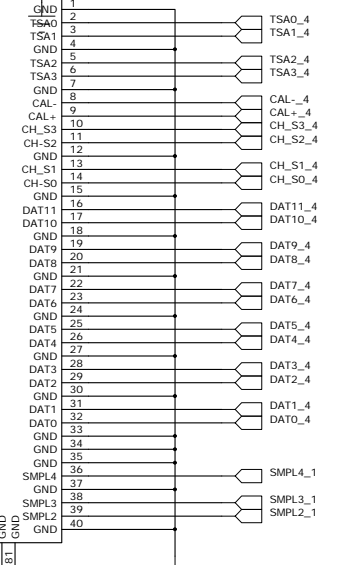 GND 1
TSA0 2 TSA0_4
TSA1 3 TSA1_4
GND 4
TSA2 5 TSA2_4
TSA3 6 TSA3_4
GND 7
CAL- 8 CAL-_4
CAL+ 9 CAL+_4
CH_S3 10 CH_S3_4
CH-S2 11 CH_S2_4
GND 12
CH_S1 13 CH_S1_4
CH-S0 14 CH_S0_4
GND 15
DAT11 16 DAT11_4
DAT10 17 DAT10_4
GND 18
DAT9 19 DAT9_4
DAT8 20 DAT8_4
GND 21
DAT7 22 DAT7_4
DAT6 23 DAT6_4
GND 24
DAT5 25 DAT5_4
DAT4 26 DAT4_4
GND 27
DAT3 28 DAT3_4
DAT2 29 DAT2_4
GND 30
DAT1 31 DAT1_4
DAT0 32 DAT0_4
GND 33
GND 34
GND 35
SMPL4 36 SMPL4_1
GND 37
SMPL3 38 SMPL3_1
SMPL2 39 SMPL2_1
GND 40
GND
GND
81